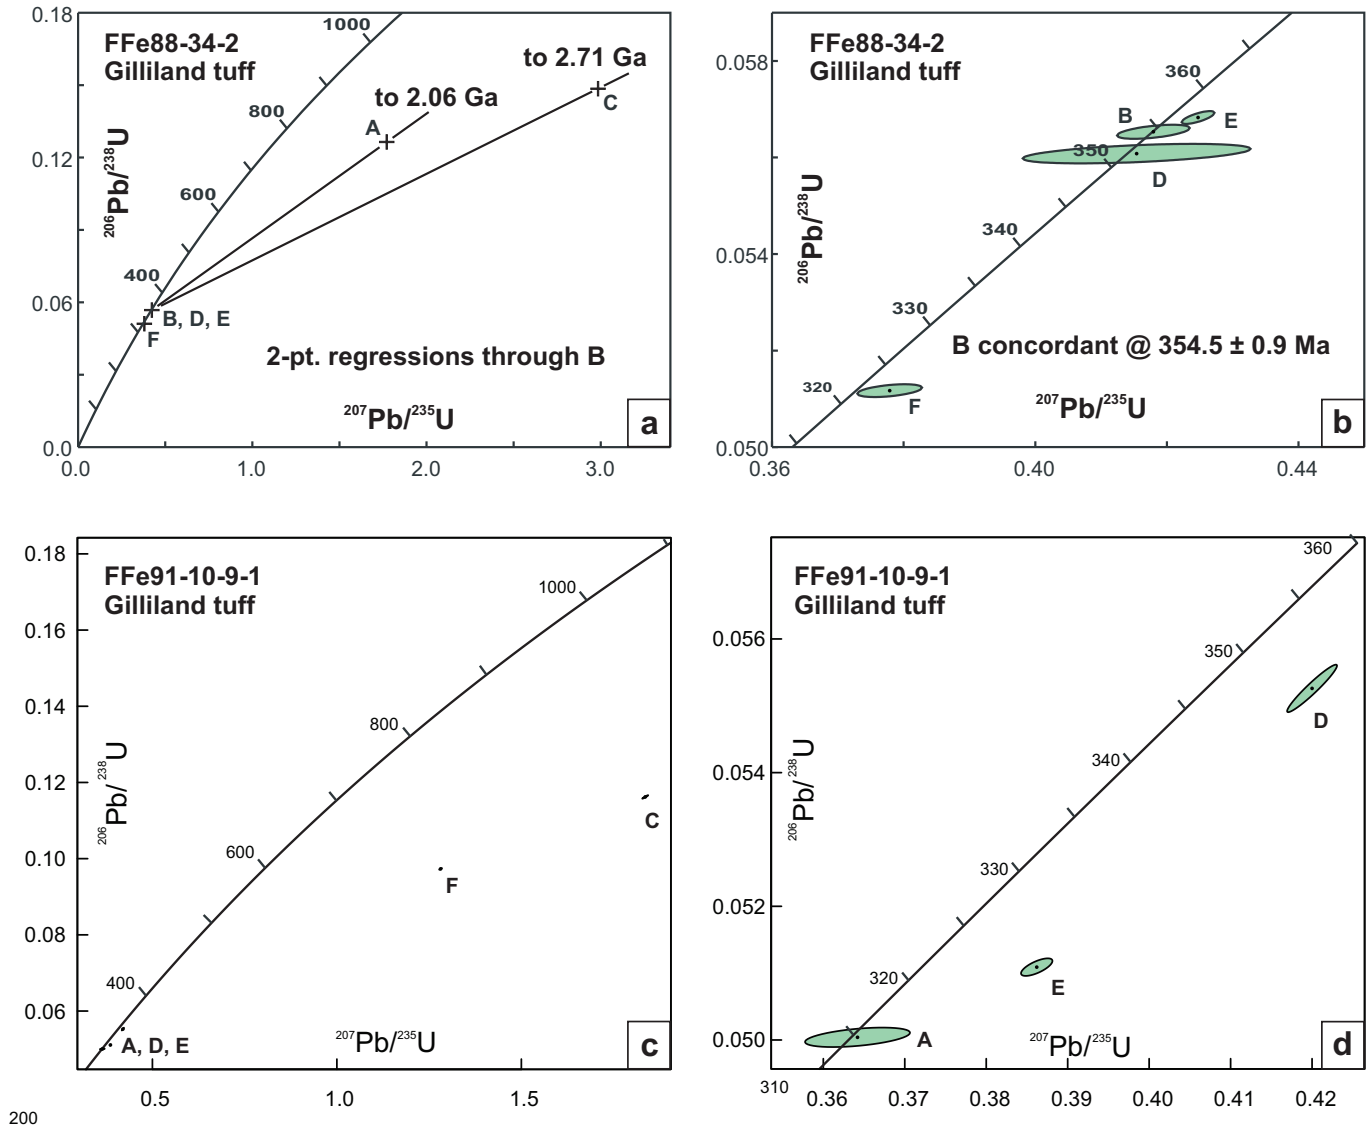 FFe88-34-2
Gilliland tuff
0.18
0.12
0.06
0.0
206Pb/238U
1000
800
600
400
to 2.71 Ga
to 2.06 Ga
A
C
B, D, E
F
2-pt. regressions through B
207Pb/235U
a
0.0
1.0
2.0
3.0
FFe88-34-2
Gilliland tuff
0.058
0.054
0.050
206Pb/238U
360
350
340
330
320
B
E
D
F
B concordant @ 354.5 ± 0.9 Ma
207Pb/235U
b
0.36
0.40
0.44
FFe91-10-9-1
Gilliland tuff
0.18
0.16
0.14
0.12
0.10
0.08
0.06
206Pb/238U
1000
800
600
400
C
F
A, D, E
207Pb/235U
c
0.5
1.0
1.5
200
FFe91-10-9-1
Gilliland tuff
0.056
0.054
0.052
0.050
206Pb/238U
360
350
340
330
320
310
D
E
A
207Pb/235U
d
0.36
0.37
0.38
0.39
0.40
0.41
0.42